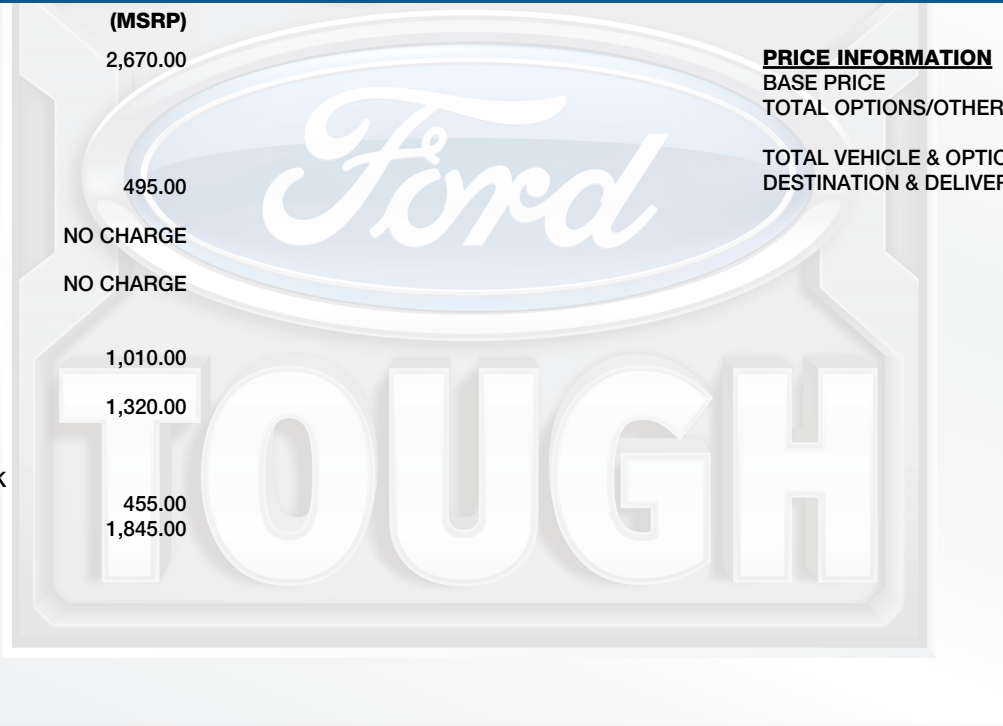 (MSRP)
2,670.00
495.00
NO CHARGE
NO CHARGE
1,010.00
1,320.00
K
455.00
1,845.00
PRICE INFORMATION
BASE PRICE
TOTAL OPTIONS/OTHER
TOTAL VEHICLE & OPTIO
DESTINATION & DELIVER
Ford
TOUGH